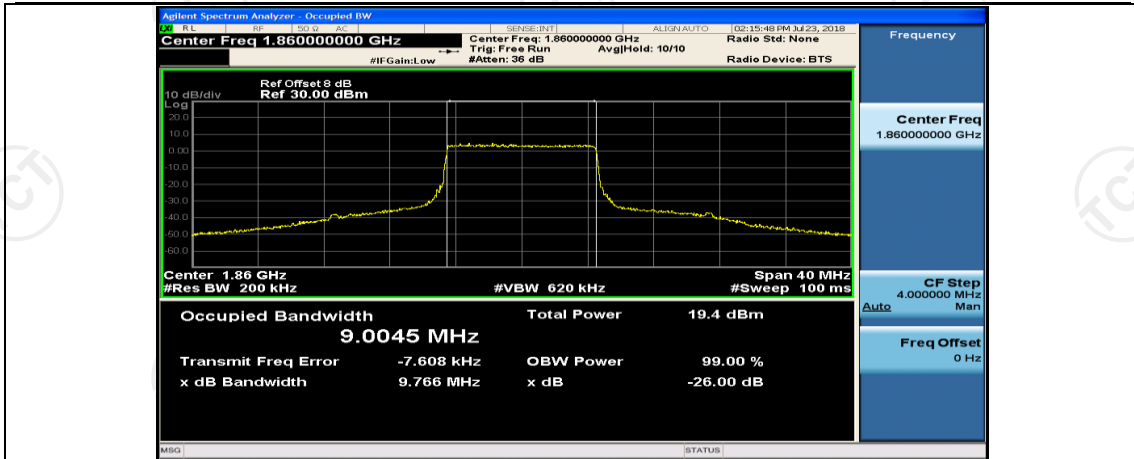 Agilent Spectrum Analyzer - Occupied BW
LXI RL RF 50 Ω AC SENSE:INT ALIGN AUTO 02:15:48 PM Jul 23, 2018
Center Freq 1.860000000 GHz
Center Freq: 1.860000000 GHz
Radio Std: None
Trig: Free Run Avg|Hold: 10/10
#IFGain:Low
#Atten: 36 dB
Radio Device: BTS
Ref Offset 8 dB
10 dB/div Ref 30.00 dBm
Log
20.0
10.0
0.00
-10.0
-20.0
-30.0
-40.0
-50.0
-60.0
Center 1.86 GHz Span 40 MHz
#Res BW 200 kHz #VBW 620 kHz #Sweep 100 ms
Occupied Bandwidth Total Power 19.4 dBm
9.0045 MHz
Transmit Freq Error -7.608 kHz OBW Power 99.00 %
x dB Bandwidth 9.766 MHz x dB -26.00 dB
MSG STATUS
Frequency
Center Freq
1.860000000 GHz
CF Step
4.000000 MHz
Auto Man
Freq Offset
0 Hz
TCT
TCT